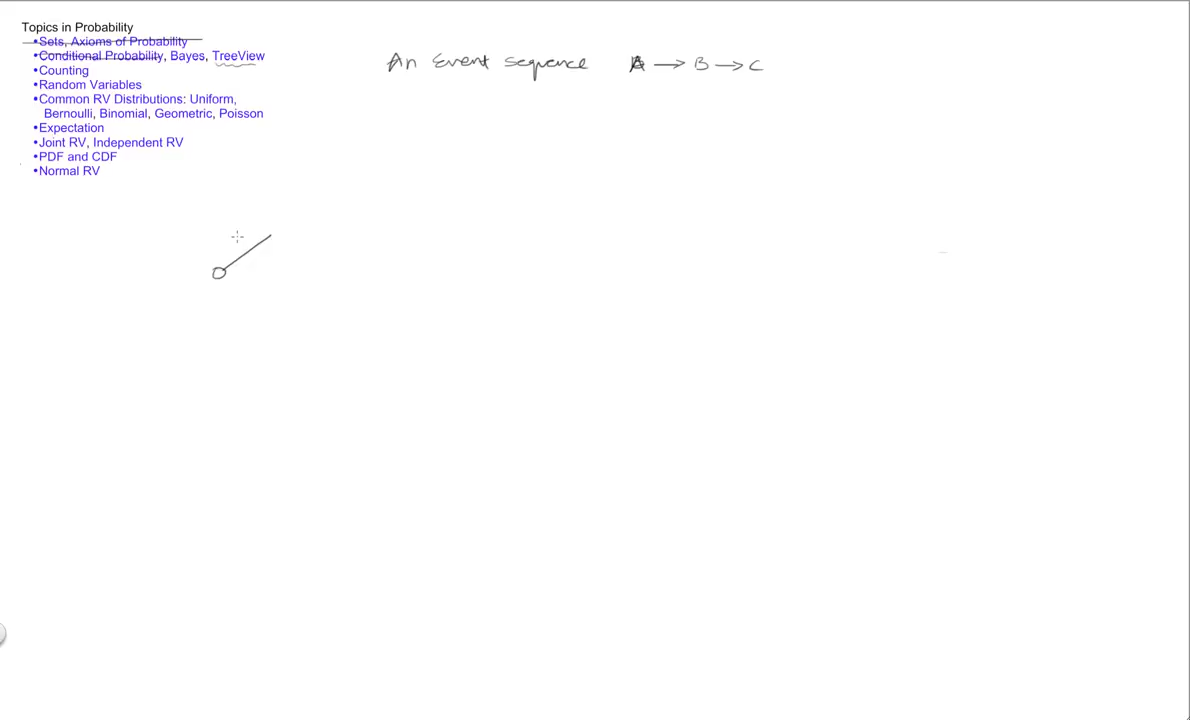 Topics in Probability
•Sets, Axioms of Probability
•Conditional Probability, Bayes, TreeView
•Counting
•Random Variables
•Common RV Distributions: Uniform,
Bernoulli, Binomial, Geometric, Poisson
•Expectation
•Joint RV, Independent RV
•PDF and CDF
•Normal RV
An Event sequence A → B → C